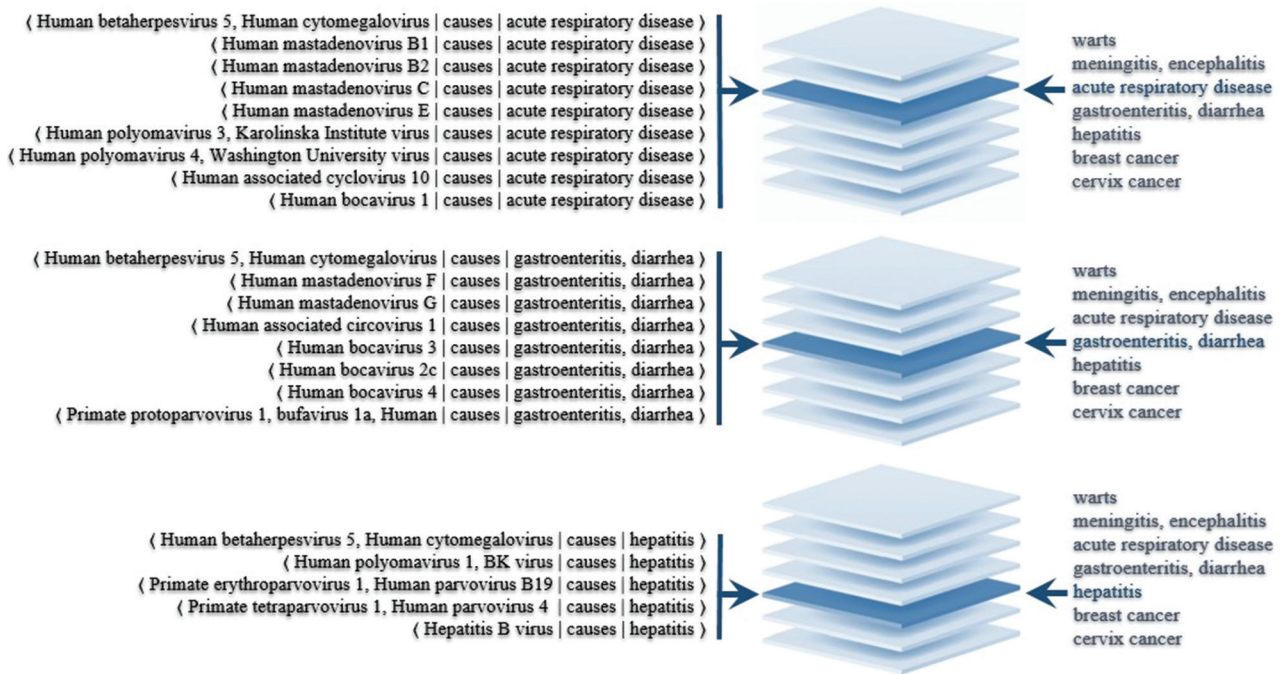 ⟨ Human betaherpesvirus 5, Human cytomegalovirus | causes | acute respiratory disease ⟩
⟨ Human mastadenovirus B1 | causes | acute respiratory disease ⟩
⟨ Human mastadenovirus B2 | causes | acute respiratory disease ⟩
⟨ Human mastadenovirus C | causes | acute respiratory disease ⟩
⟨ Human mastadenovirus E | causes | acute respiratory disease ⟩
⟨ Human polyomavirus 3, Karolinska Institute virus | causes | acute respiratory disease ⟩
⟨ Human polyomavirus 4, Washington University virus | causes | acute respiratory disease ⟩
⟨ Human associated cyclovirus 10 | causes | acute respiratory disease ⟩
⟨ Human bocavirus 1 | causes | acute respiratory disease ⟩
warts
meningitis, encephalitis
acute respiratory disease
gastroenteritis, diarrhea
hepatitis
breast cancer
cervix cancer
⟨ Human betaherpesvirus 5, Human cytomegalovirus | causes | gastroenteritis, diarrhea ⟩
⟨ Human mastadenovirus F | causes | gastroenteritis, diarrhea ⟩
⟨ Human mastadenovirus G | causes | gastroenteritis, diarrhea ⟩
⟨ Human associated circovirus 1 | causes | gastroenteritis, diarrhea ⟩
⟨ Human bocavirus 3 | causes | gastroenteritis, diarrhea ⟩
⟨ Human bocavirus 2c | causes | gastroenteritis, diarrhea ⟩
⟨ Human bocavirus 4 | causes | gastroenteritis, diarrhea ⟩
⟨ Primate protoparvovirus 1, bufavirus 1a, Human | causes | gastroenteritis, diarrhea ⟩
warts
meningitis, encephalitis
acute respiratory disease
gastroenteritis, diarrhea
hepatitis
breast cancer
cervix cancer
⟨ Human betaherpesvirus 5, Human cytomegalovirus | causes | hepatitis ⟩
⟨ Human polyomavirus 1, BK virus | causes | hepatitis ⟩
⟨ Primate erythroparvovirus 1, Human parvovirus B19 | causes | hepatitis ⟩
⟨ Primate tetraparvovirus 1, Human parvovirus 4 | causes | hepatitis ⟩
⟨ Hepatitis B virus | causes | hepatitis ⟩
warts
meningitis, encephalitis
acute respiratory disease
gastroenteritis, diarrhea
hepatitis
breast cancer
cervix cancer